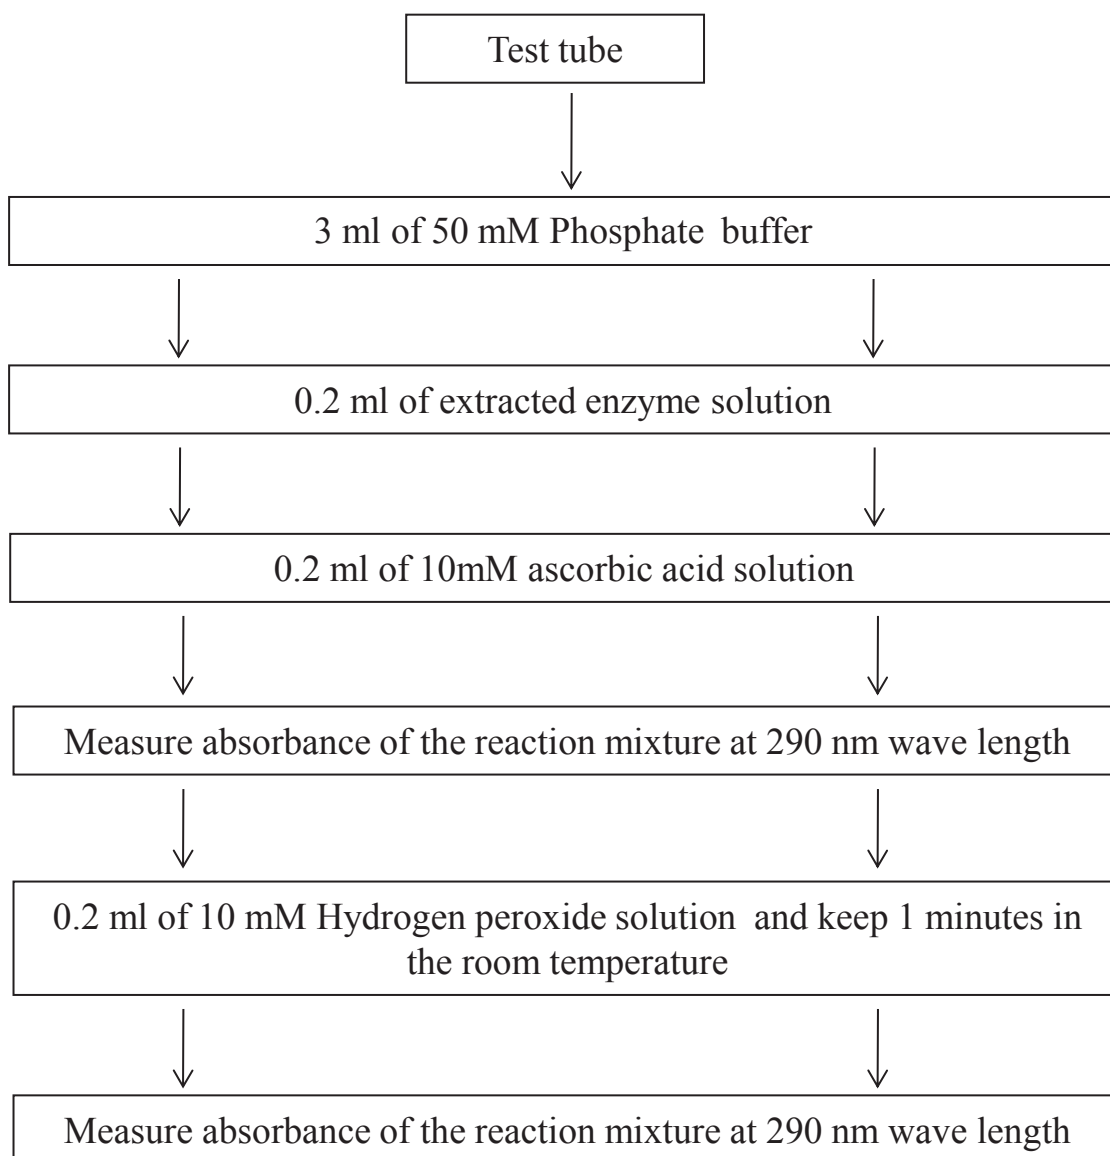 Test tube
3 ml of 50 mM Phosphate buffer
0.2 ml of extracted enzyme solution
0.2 ml of 10mM ascorbic acid solution
Measure absorbance of the reaction mixture at 290 nm wave length
0.2 ml of 10 mM Hydrogen peroxide solution and keep 1 minutes in
the room temperature
Measure absorbance of the reaction mixture at 290 nm wave length